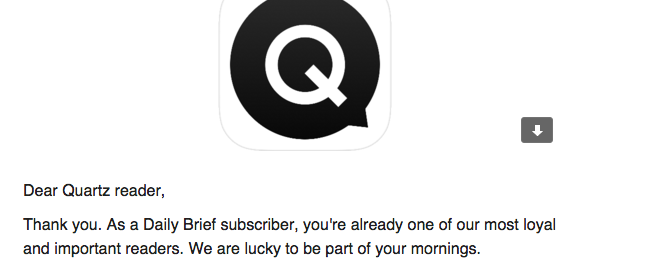 Q
Dear Quartz reader,
Thank you. As a Daily Brief subscriber, you're already one of our most loyal
and important readers. We are lucky to be part of your mornings.